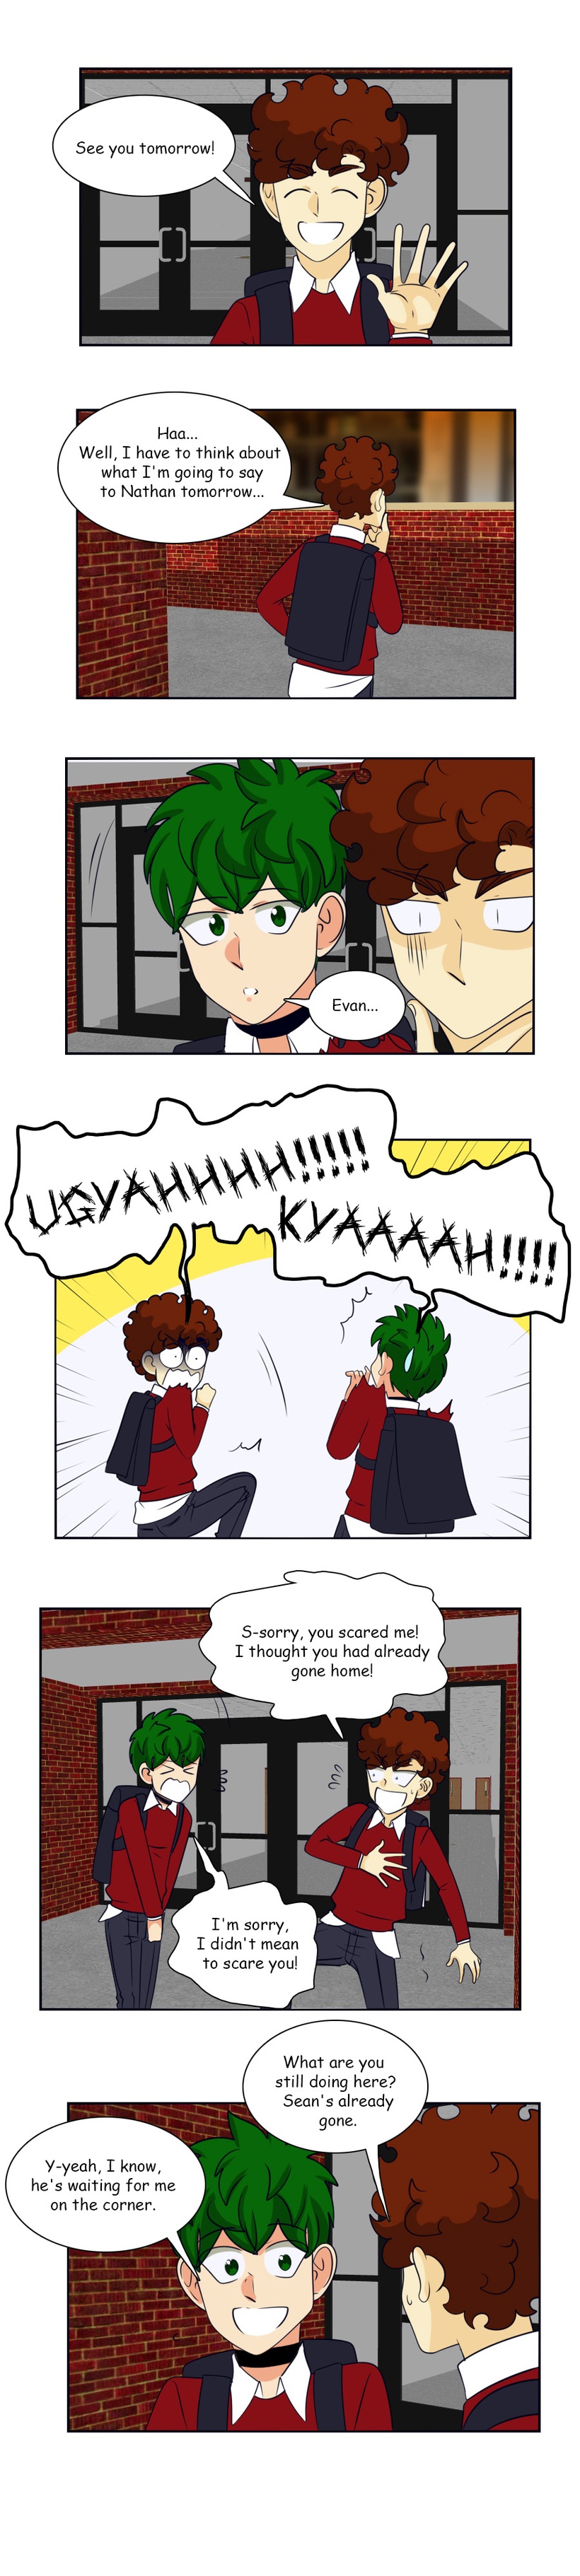 See you tomorrow!
Haa...
Well, I have to think about
what I'm going to say
to Nathan tomorrow...
Evan...
UGYAHHHH!!!!!
KYAAAAH!!!!
S-sorry, you scared me!
I thought you had already
gone home!
I'm sorry,
I didn't mean
to scare you!
What are you
still doing here?
Sean's already
gone.
Y-yeah, I know,
he's waiting for me
on the corner.